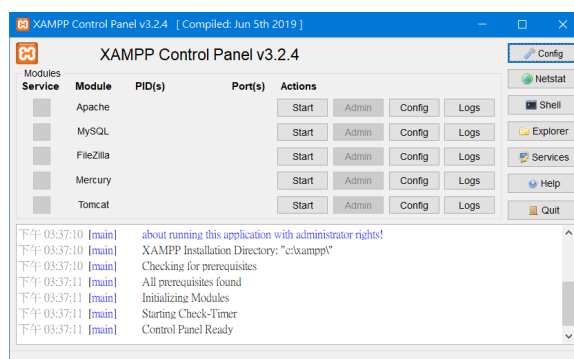 XAMPP Control Panel v3.2.4 [ Compiled: Jun 5th 2019 ]
XAMPP Control Panel v3.2.4
Config
Modules
Service Module PID(s) Port(s) Actions
Netstat
Apache Start Admin Config Logs
Shell
MySQL Start Admin Config Logs
Explorer
FileZilla Start Admin Config Logs
Services
Mercury Start Admin Config Logs
Help
Tomcat Start Admin Config Logs
Quit
下午 03:37:10 [main] about running this application with administrator rights!
下午 03:37:10 [main] XAMPP Installation Directory: "c:\xampp\"
下午 03:37:10 [main] Checking for prerequisites
下午 03:37:11 [main] All prerequisites found
下午 03:37:11 [main] Initializing Modules
下午 03:37:11 [main] Starting Check-Timer
下午 03:37:11 [main] Control Panel Ready